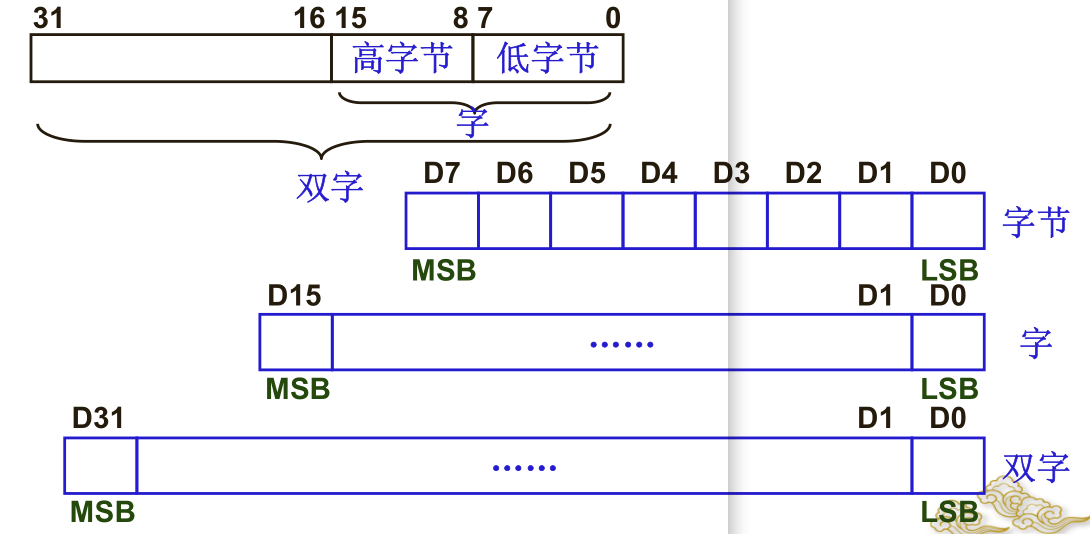 31 16 15 8 7 0
高字节 低字节
字
双字
D7 D6 D5 D4 D3 D2 D1 D0
字节
MSB LSB
D15 D1 D0
…… 字
MSB LSB
D31 D1 D0
…… 双字
MSB LSB